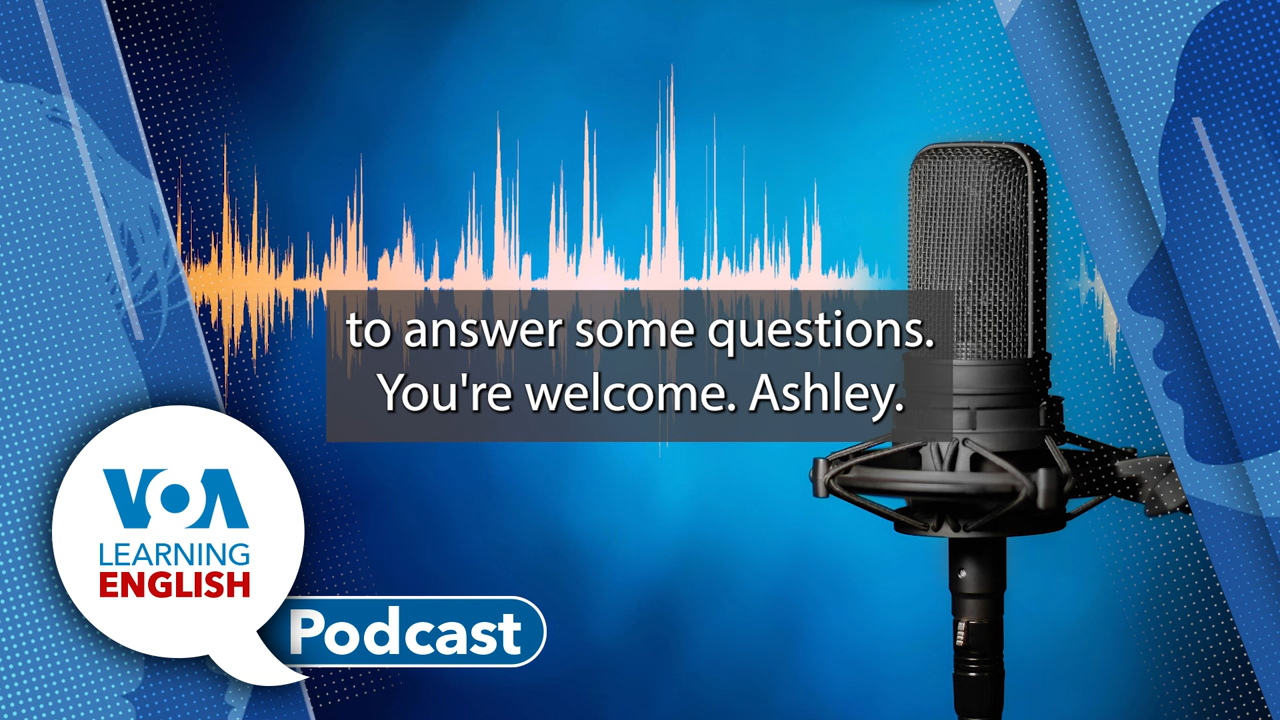 to answer some questions.
You're welcome. Ashley.
VOA
LEARNING
ENGLISH
Podcast